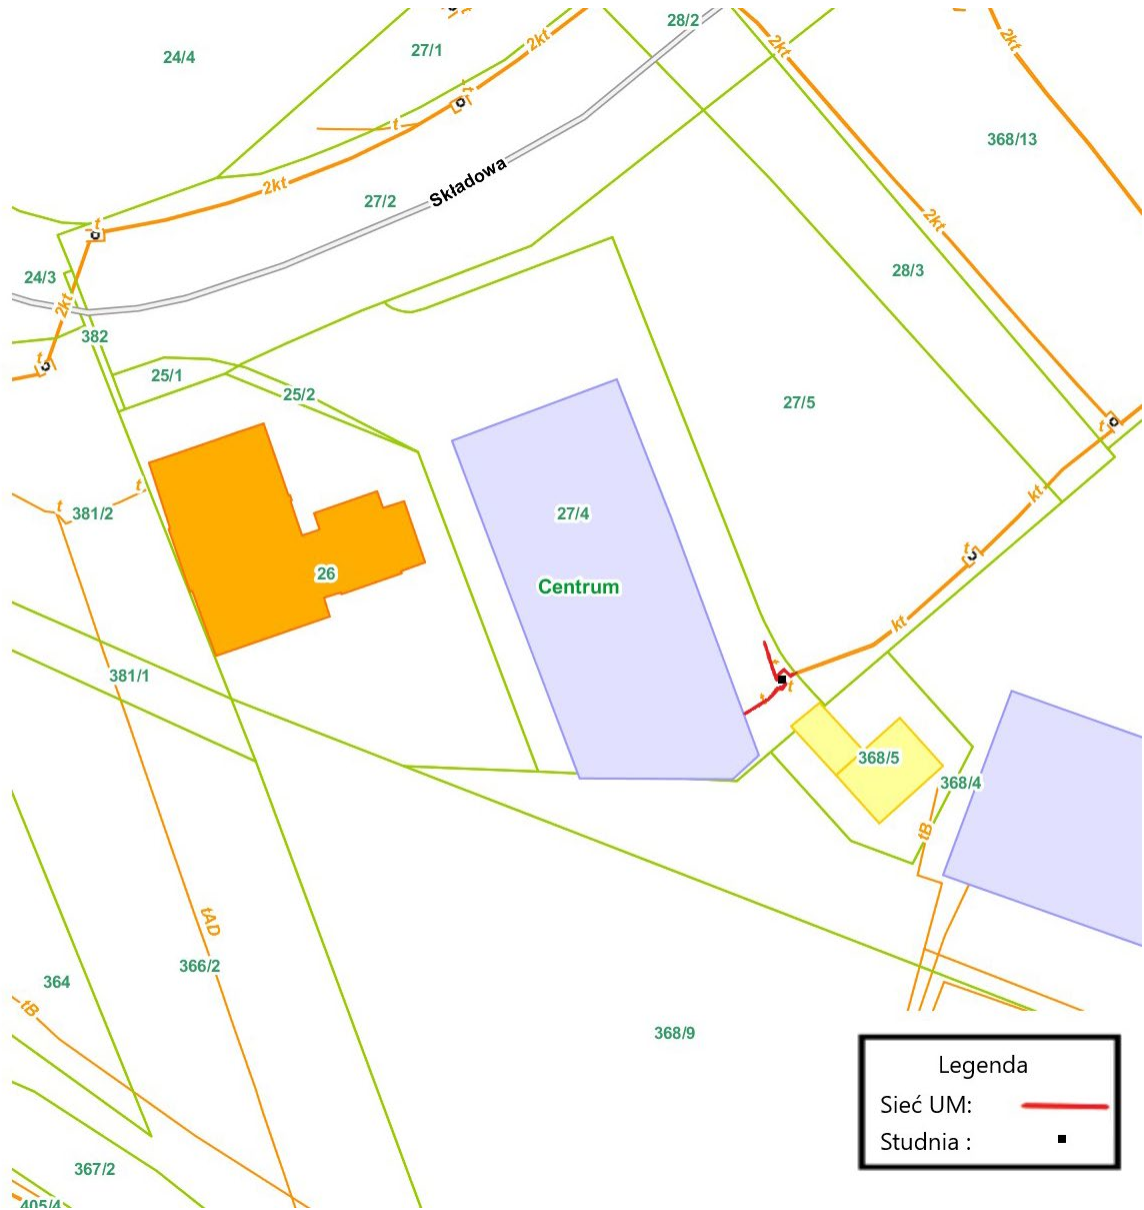 28/2
24/4
27/1
2kt
2kt
2kt
t
t
368/13
2kt
Składowa
27/2
2kt
t
24/3
28/3
2kt
382
t
25/1
25/2
27/5
t
t
t
381/2
27/4
kt
t
26
Centrum
kt
381/1
t
t
368/5
368/4
tB
tAD
366/2
364
tB
368/9
Legenda
Sieć UM:
Studnia :
367/2
405/4